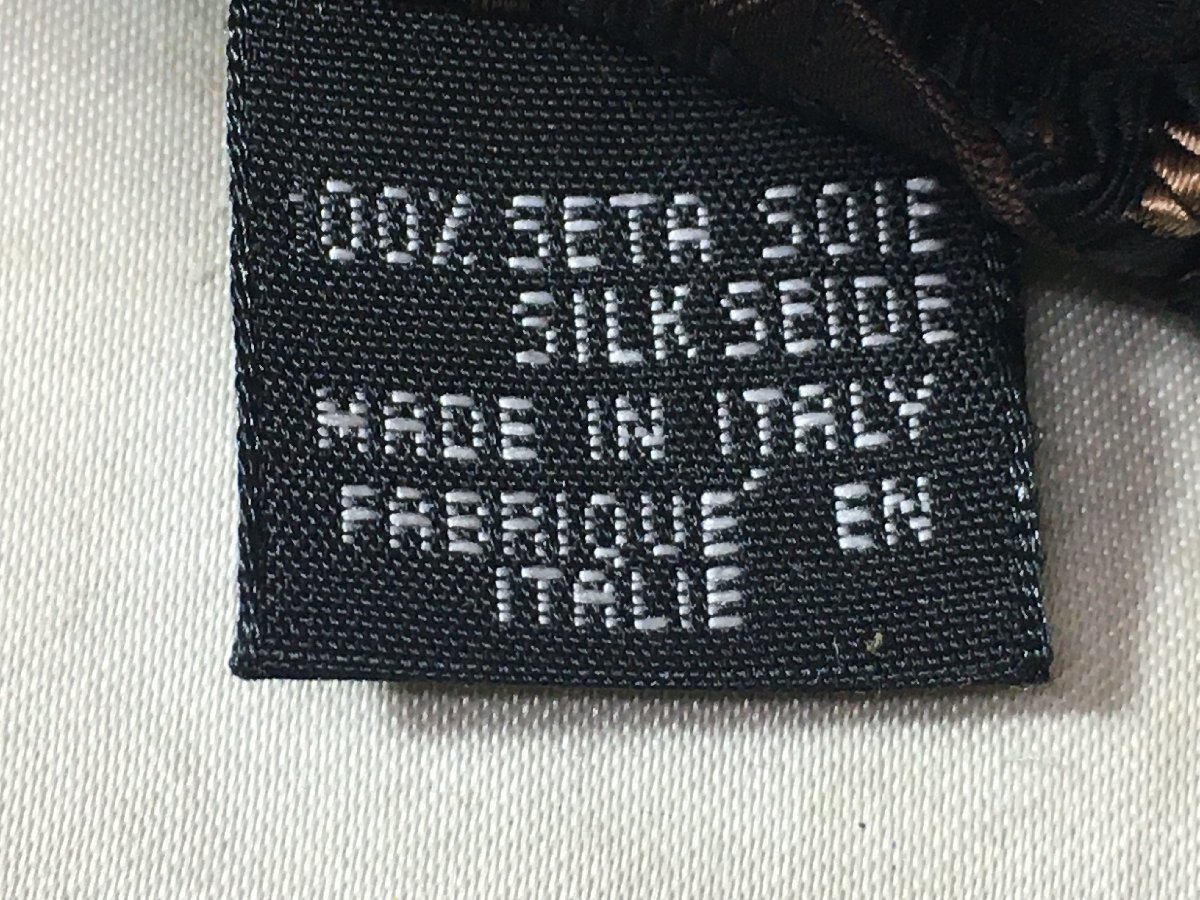 100% SETA SOIE
SILK SEIDE
MADE IN ITALY
FABRIQUÉ EN
ITALIE